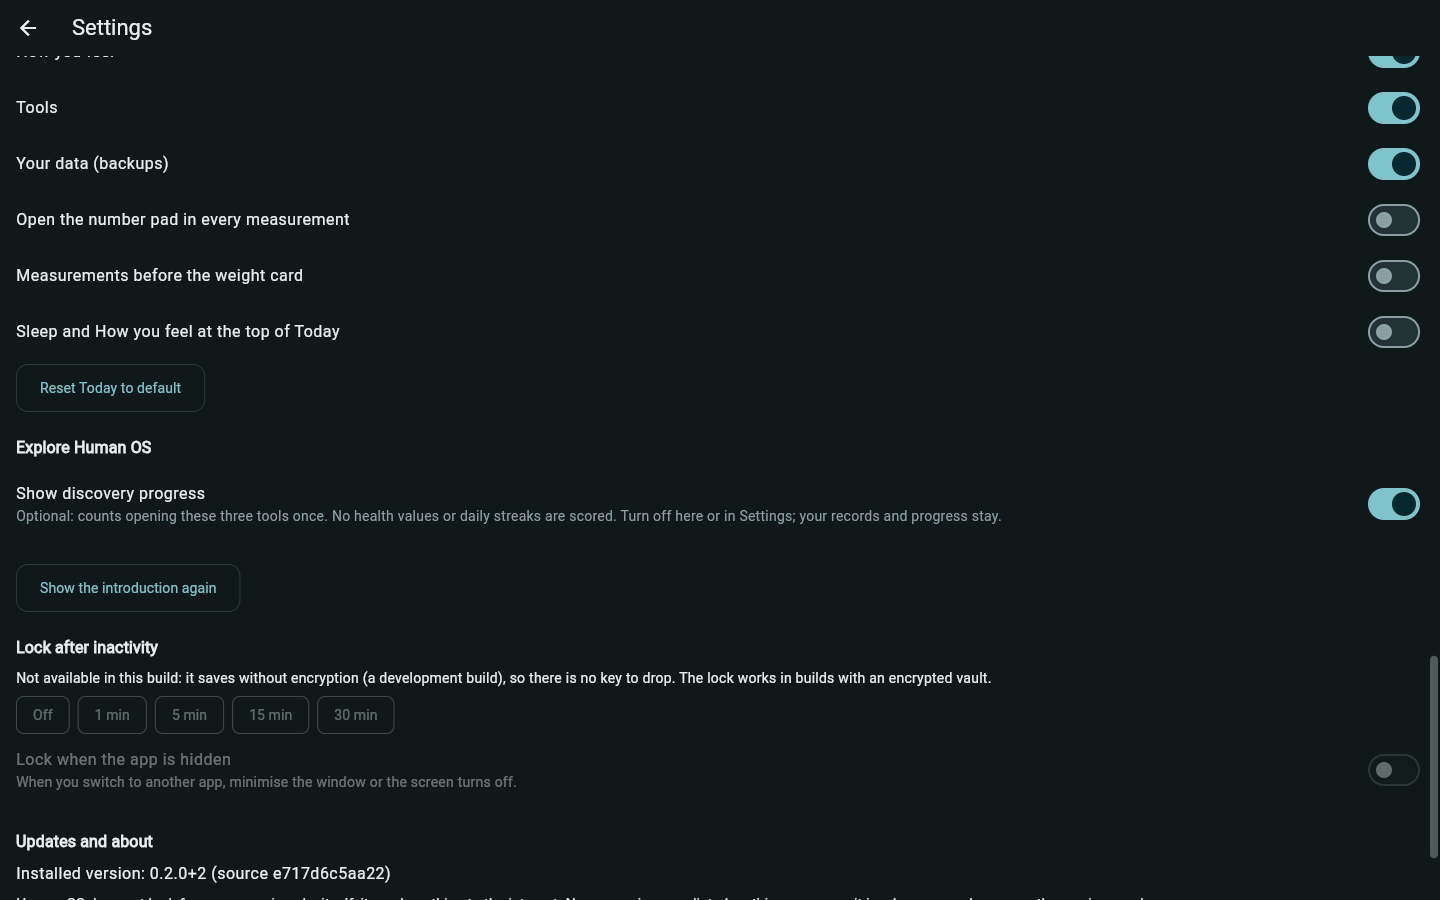 Settings
Tools
Your data (backups)
Open the number pad in every measurement
Measurements before the weight card
Sleep and How you feel at the top of Today
Reset Today to default
Explore Human OS
Show discovery progress
Optional: counts opening these three tools once. No health values or daily streaks are scored. Turn off here or in Settings; your records and progress stay.
Show the introduction again
Lock after inactivity
Not available in this build: it saves without encryption (a development build), so there is no key to drop. The lock works in builds with an encrypted vault.
Off
1 min
5 min
15 min
30 min
Lock when the app is hidden
When you switch to another app, minimise the window or the screen turns off.
Updates and about
Installed version: 0.2.0+2 (source e717d6c5aa22)